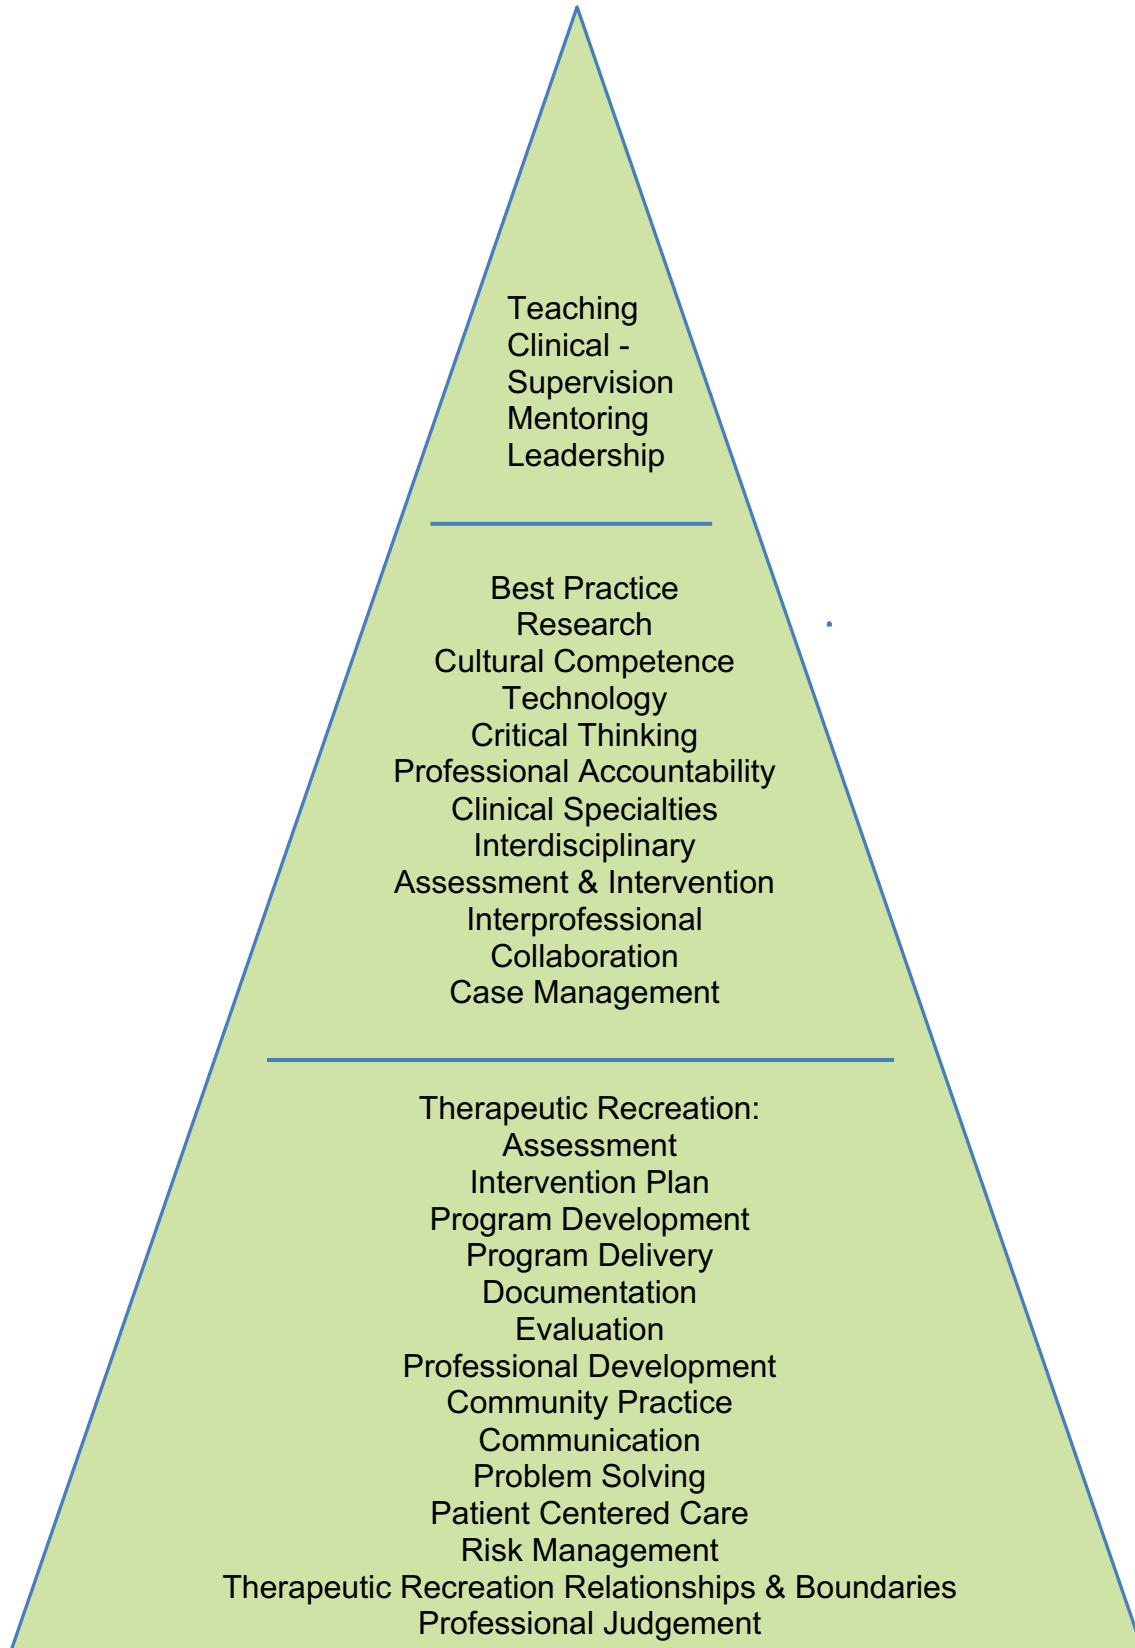 Teaching
Clinical -
Supervision
Mentoring
Leadership
Best Practice
Research
Cultural Competence
Technology
Critical Thinking
Professional Accountability
Clinical Specialties
Interdisciplinary
Assessment & Intervention
Interprofessional
Collaboration
Case Management
Therapeutic Recreation:
Assessment
Intervention Plan
Program Development
Program Delivery
Documentation
Evaluation
Professional Development
Community Practice
Communication
Problem Solving
Patient Centered Care
Risk Management
Therapeutic Recreation Relationships & Boundaries
Professional Judgement